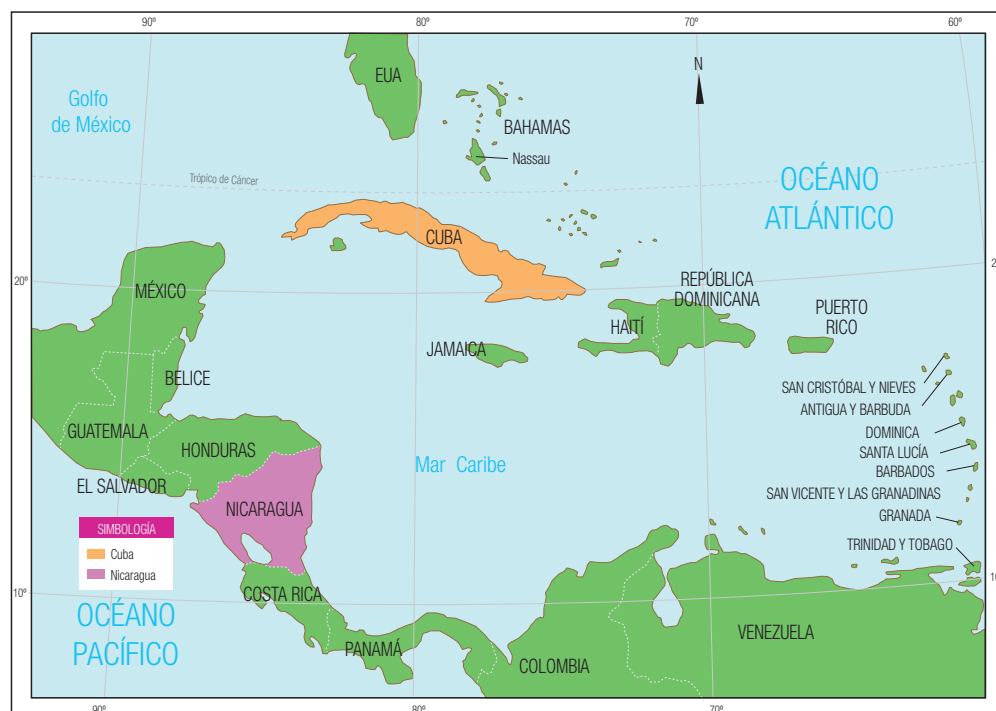 90º
80º
70º
60º
EUA
N
Golfo
de México
BAHAMAS
Nassau
Trópico de Cáncer
OCÉANO
ATLÁNTICO
CUBA
2
20º
MÉXICO
REPÚBLICA
DOMINICANA
HAITÍ
PUERTO
RICO
JAMAICA
BELICE
SAN CRISTÓBAL Y NIEVES
ANTIGUA Y BARBUDA
GUATEMALA
DOMINICA
HONDURAS
SANTA LUCÍA
Mar Caribe
BARBADOS
EL SALVADOR
SAN VICENTE Y LAS GRANADINAS
NICARAGUA
GRANADA
SIMBOLOGÍA
Cuba
Nicaragua
TRINIDAD Y TOBAGO
10º
10
COSTA RICA
OCÉANO
PACÍFICO
PANAMÁ
VENEZUELA
COLOMBIA
90º
80º
70º